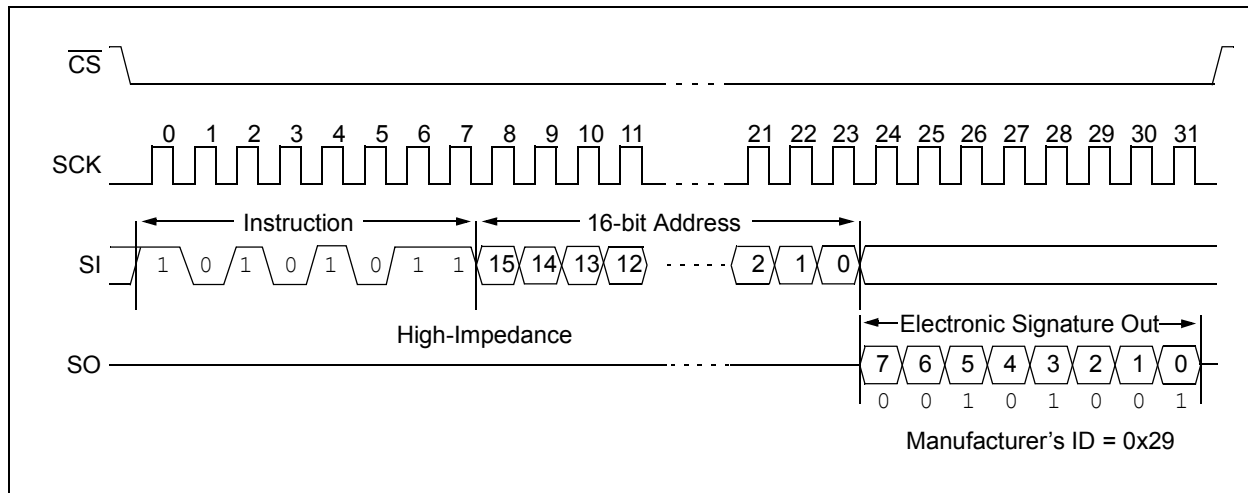 CS
0 1 2 3 4 5 6 7 8 9 10 11 21 22 23 24 25 26 27 28 29 30 31
SCK
Instruction 16-bit Address
SI 1 0 1 0 1 0 1 1 15 14 13 12 2 1 0
High-Impedance Electronic Signature Out
SO 7 6 5 4 3 2 1 0
0 0 1 0 1 0 0 1
Manufacturer's ID = 0x29